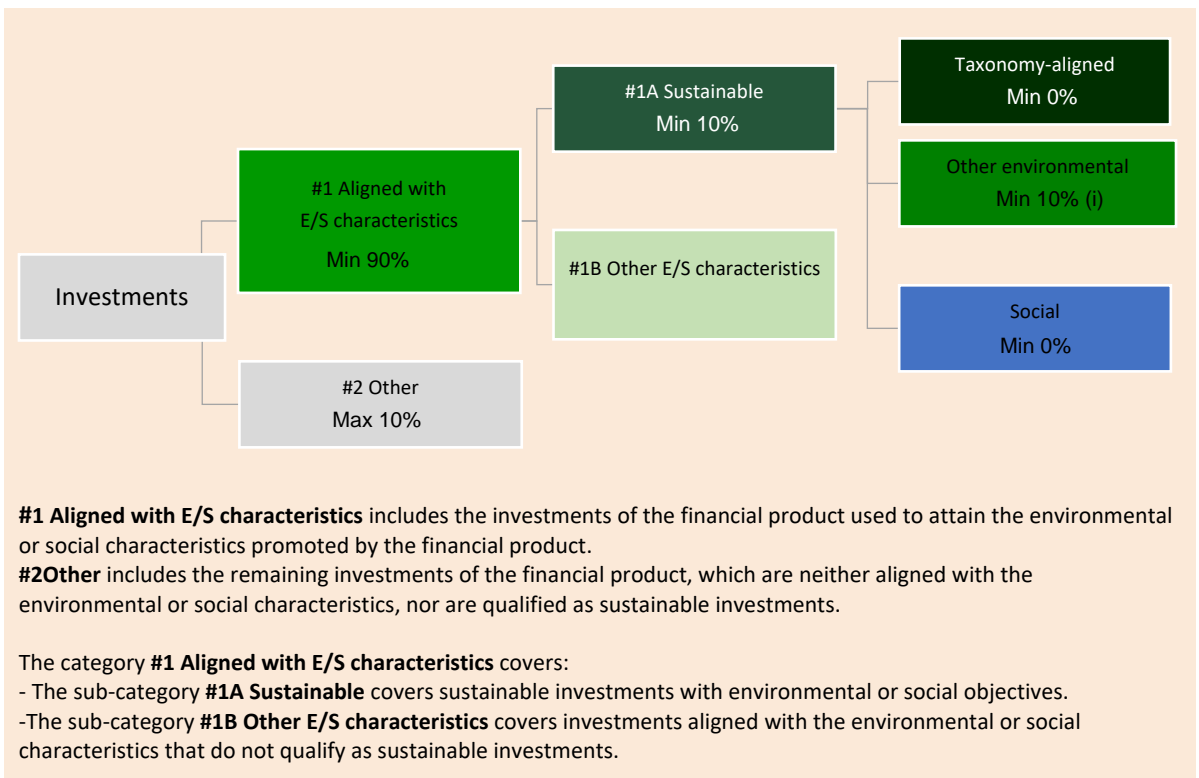 Taxonomy-aligned
Min 0%
#1A Sustainable
Min 10%
Other environmental
Min 10% (i)
#1 Aligned with
E/S characteristics
Min 90%
#1B Other E/S characteristics
Investments
Social
Min 0%
#2 Other
Max 10%
#1 Aligned with E/S characteristics includes the investments of the financial product used to attain the environmental
or social characteristics promoted by the financial product.
#2Other includes the remaining investments of the financial product, which are neither aligned with the
environmental or social characteristics, nor are qualified as sustainable investments.
The category #1 Aligned with E/S characteristics covers:
- The sub-category #1A Sustainable covers sustainable investments with environmental or social objectives.
-The sub-category #1B Other E/S characteristics covers investments aligned with the environmental or social
characteristics that do not qualify as sustainable investments.